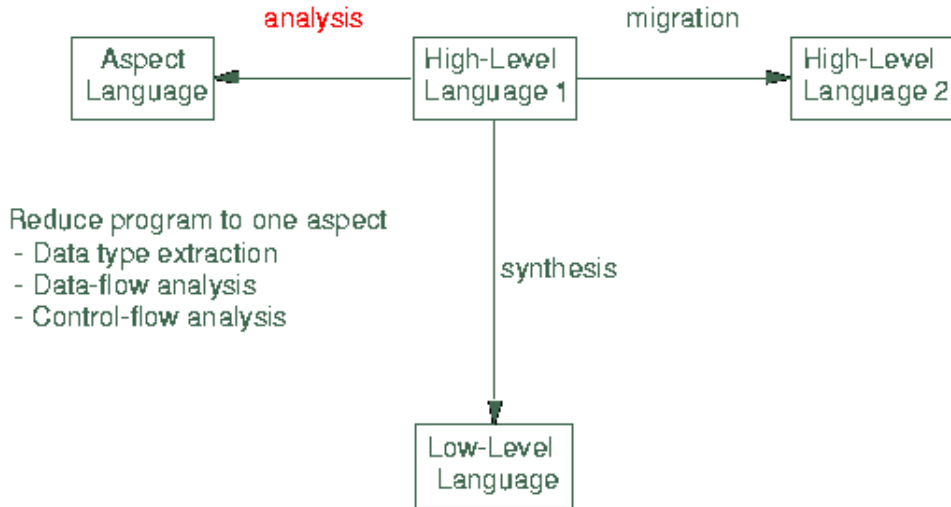 analysis
migration
Aspect
Language
High-Level
Language 1
High-Level
Language 2
Reduce program to one aspect
- Data type extraction
- Data-flow analysis
- Control-flow analysis
synthesis
Low-Level
Language